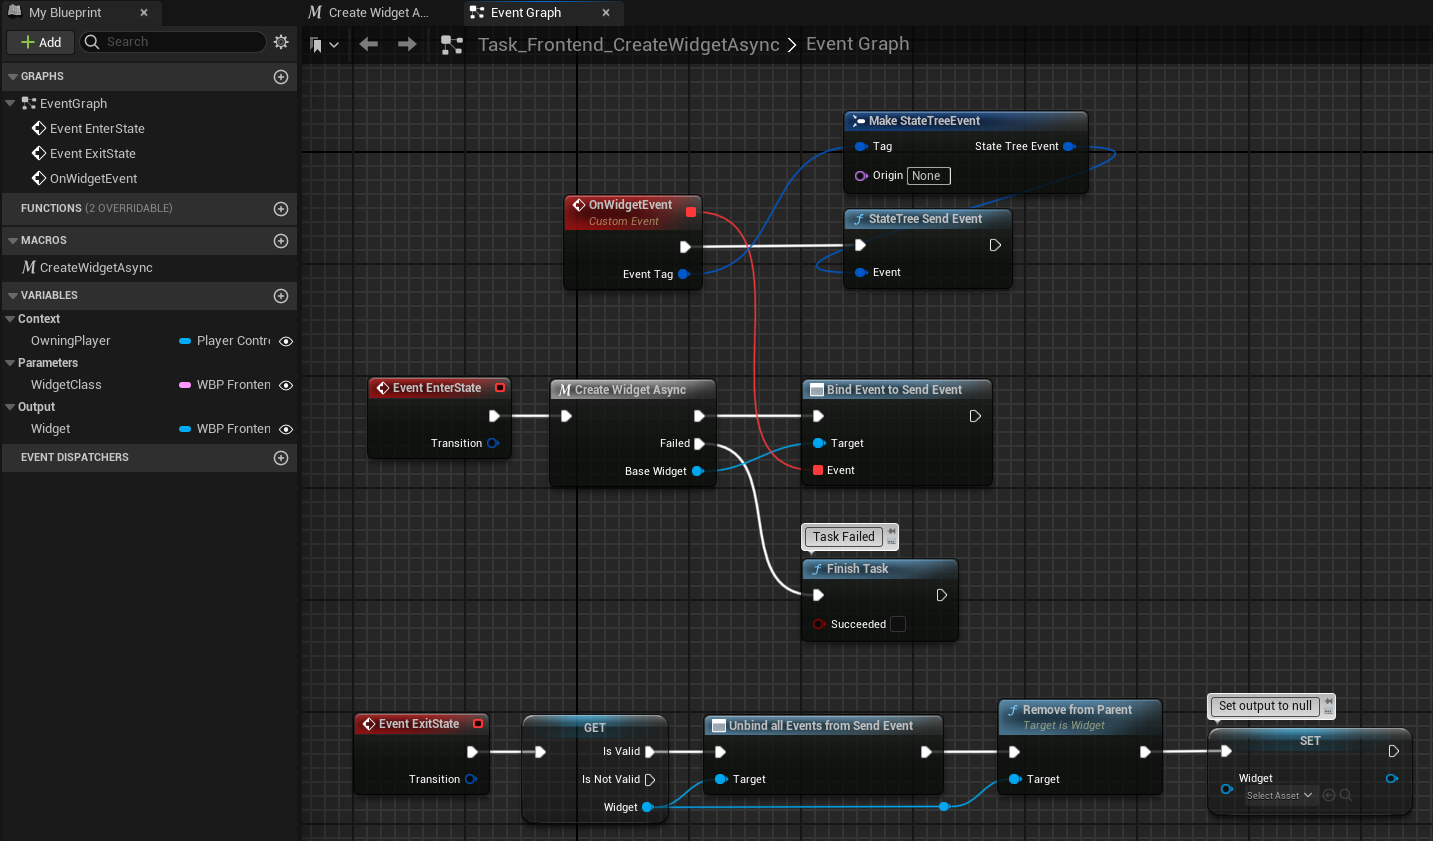 My Blueprint
Create Widget A...
Event Graph
Add
Search
Task_Frontend_CreateWidgetAsync
Event Graph
GRAPHS
EventGraph
Event EnterState
Event ExitState
OnWidgetEvent
FUNCTIONS (2 OVERRIDABLE)
MACROS
CreateWidgetAsync
VARIABLES
Context
OwningPlayer
Player Contr
Parameters
WidgetClass
WBP Fronten
Output
Widget
WBP Fronten
EVENT DISPATCHERS
Make StateTreeEvent
Tag
State Tree Event
Origin
None
OnWidgetEvent
Custom Event
Event Tag
StateTree Send Event
Event
Event EnterState
Transition
Create Widget Async
Failed
Base Widget
Bind Event to Send Event
Target
Event
Task Failed
Finish Task
Succeeded
Event ExitState
Transition
GET
Is Valid
Is Not Valid
Widget
Unbind all Events from Send Event
Target
Remove from Parent
Target is Widget
Target
Set output to null
SET
Widget
Select Asset